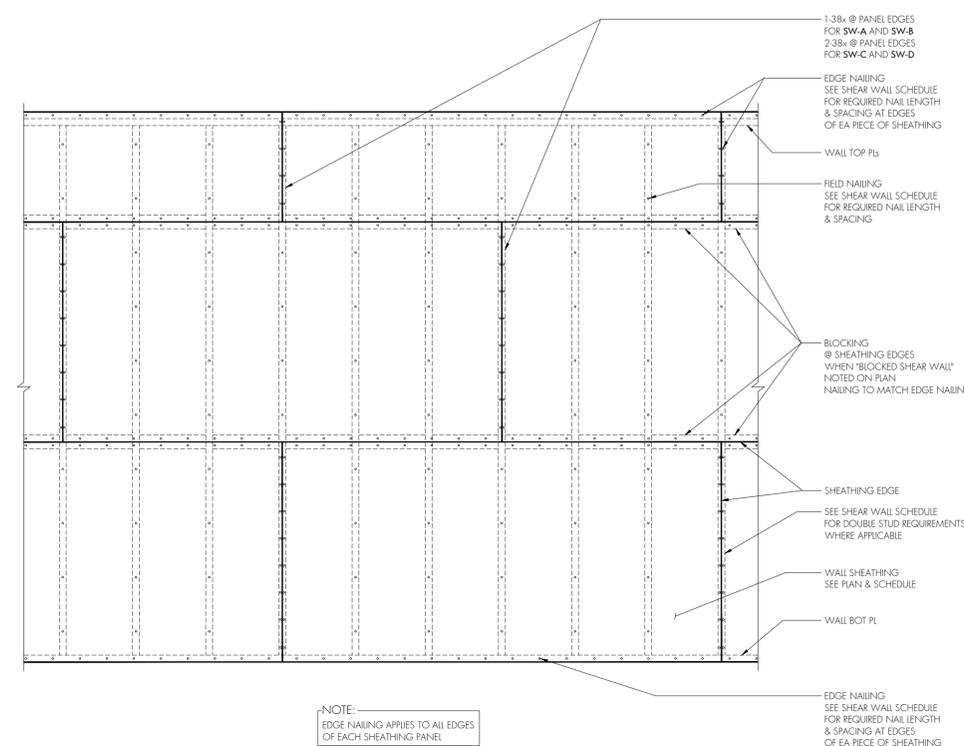 1-38x @ PANEL EDGES
FOR SW-A AND SW-B
2-38x @ PANEL EDGES
FOR SW-C AND SW-D
EDGE NAILING
SEE SHEAR WALL SCHEDULE
FOR REQUIRED NAIL LENGTH
& SPACING AT EDGES
OF EA PIECE OF SHEATHING
WALL TOP PLs
FIELD NAILING
SEE SHEAR WALL SCHEDULE
FOR REQUIRED NAIL LENGTH
& SPACING
BLOCKING
@ SHEATHING EDGES
WHEN "BLOCKED SHEAR WALL"
NOTED ON PLAN
NAILING TO MATCH EDGE NAILIN
SHEATHING EDGE
SEE SHEAR WALL SCHEDULE
FOR DOUBLE STUD REQUIREMENTS
WHERE APPLICABLE
WALL SHEATHING
SEE PLAN & SCHEDULE
WALL BOT PL
EDGE NAILING
SEE SHEAR WALL SCHEDULE
FOR REQUIRED NAIL LENGTH
& SPACING AT EDGES
OF EA PIECE OF SHEATHING
NOTE:
EDGE NAILING APPLIES TO ALL EDGES
OF EACH SHEATHING PANEL